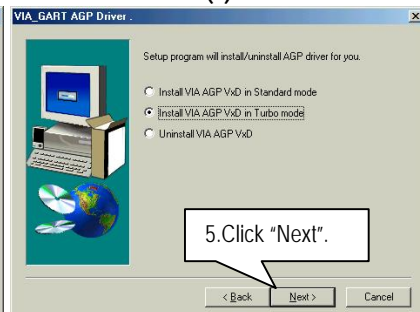 VIA_GART AGP Driver .
Setup program will install/uninstall AGP driver for you.
Install VIA AGP VxD in Standard mode
Install VIA AGP VxD in Turbo mode
Uninstall VIA AGP VxD
5.Click “Next”.
< Back Next > Cancel